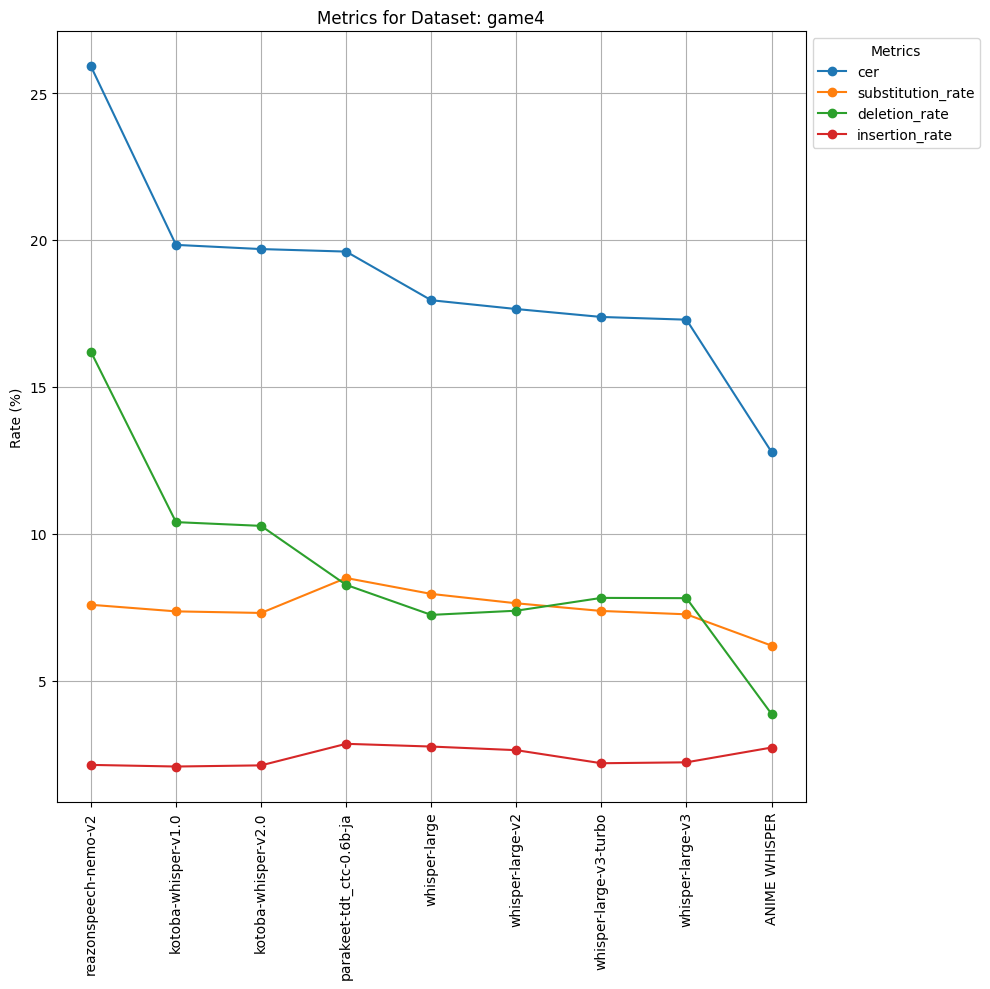 Metrics for Dataset: game4
Metrics
cer
substitution_rate
deletion_rate
insertion_rate
Rate (%)
25
20
15
10
5
reazonspeech-nemo-v2
kotoba-whisper-v1.0
kotoba-whisper-v2.0
parakeet-tdt_ctc-0.6b-ja
whisper-large
whisper-large-v2
whisper-large-v3-turbo
whisper-large-v3
ANIME WHISPER